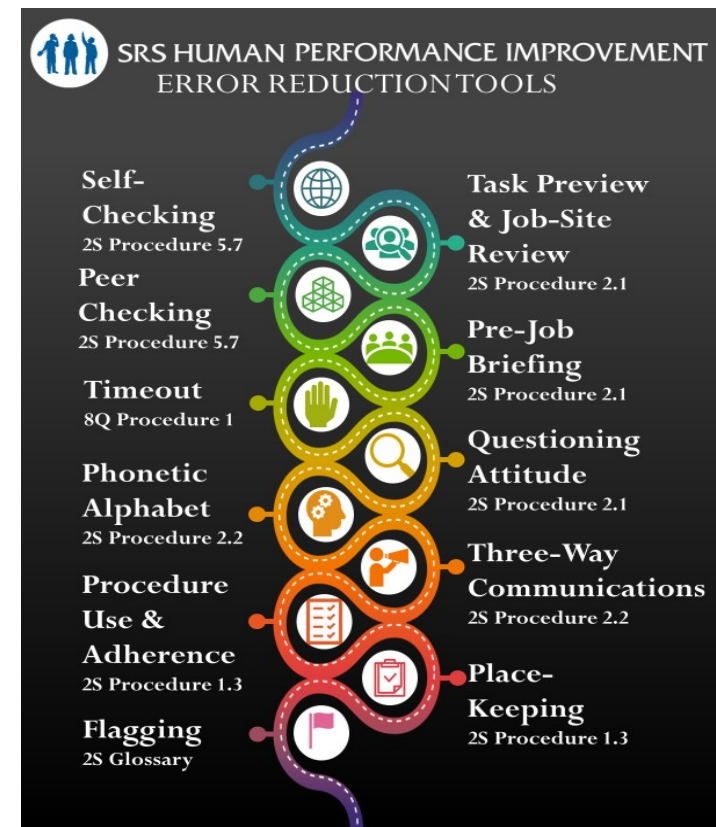 SRS HUMAN PERFORMANCE IMPROVEMENT
ERROR REDUCTION TOOLS
Self-
Checking
2S Procedure 5.7
Task Preview
& Job-Site
Review
2S Procedure 2.1
Peer
Checking
2S Procedure 5.7
Pre-Job
Briefing
2S Procedure 2.1
Timeout
8Q Procedure 1
Questioning
Attitude
2S Procedure 2.1
Phonetic
Alphabet
2S Procedure 2.2
Three-Way
Communications
2S Procedure 2.2
Procedure
Use &
Adherence
2S Procedure 1.3
Place-
Keeping
2S Procedure 1.3
Flagging
2S Glossary